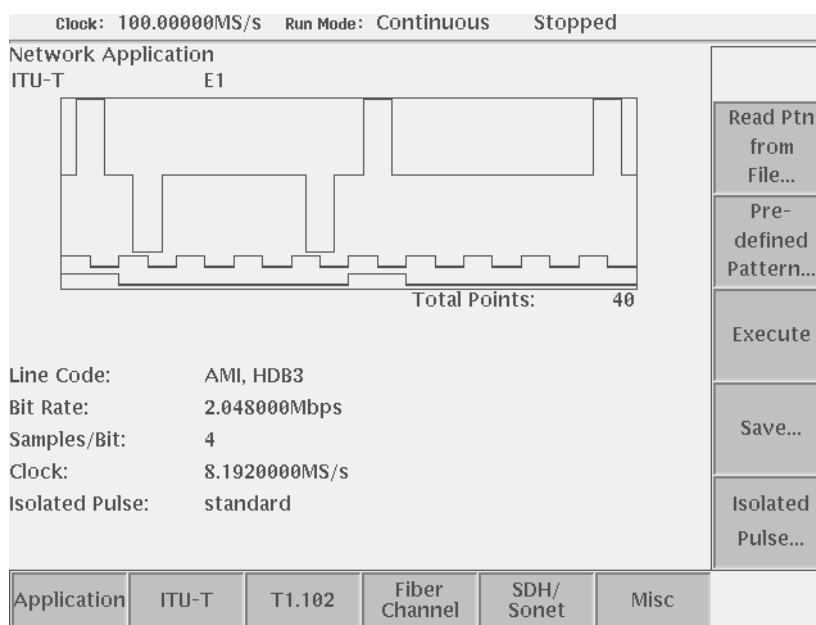 Clock: 100.00000MS/s Run Mode: Continuous Stopped
Network Application
ITU-T E1
Total Points: 40
Line Code: AMI, HDB3
Bit Rate: 2.048000Mbps
Samples/Bit: 4
Clock: 8.1920000MS/s
Isolated Pulse: standard
Read Ptn
from
File...
Pre-
defined
Pattern...
Execute
Save...
Isolated
Pulse...
Application ITU-T T1.102 Fiber Channel SDH/ Sonet Misc